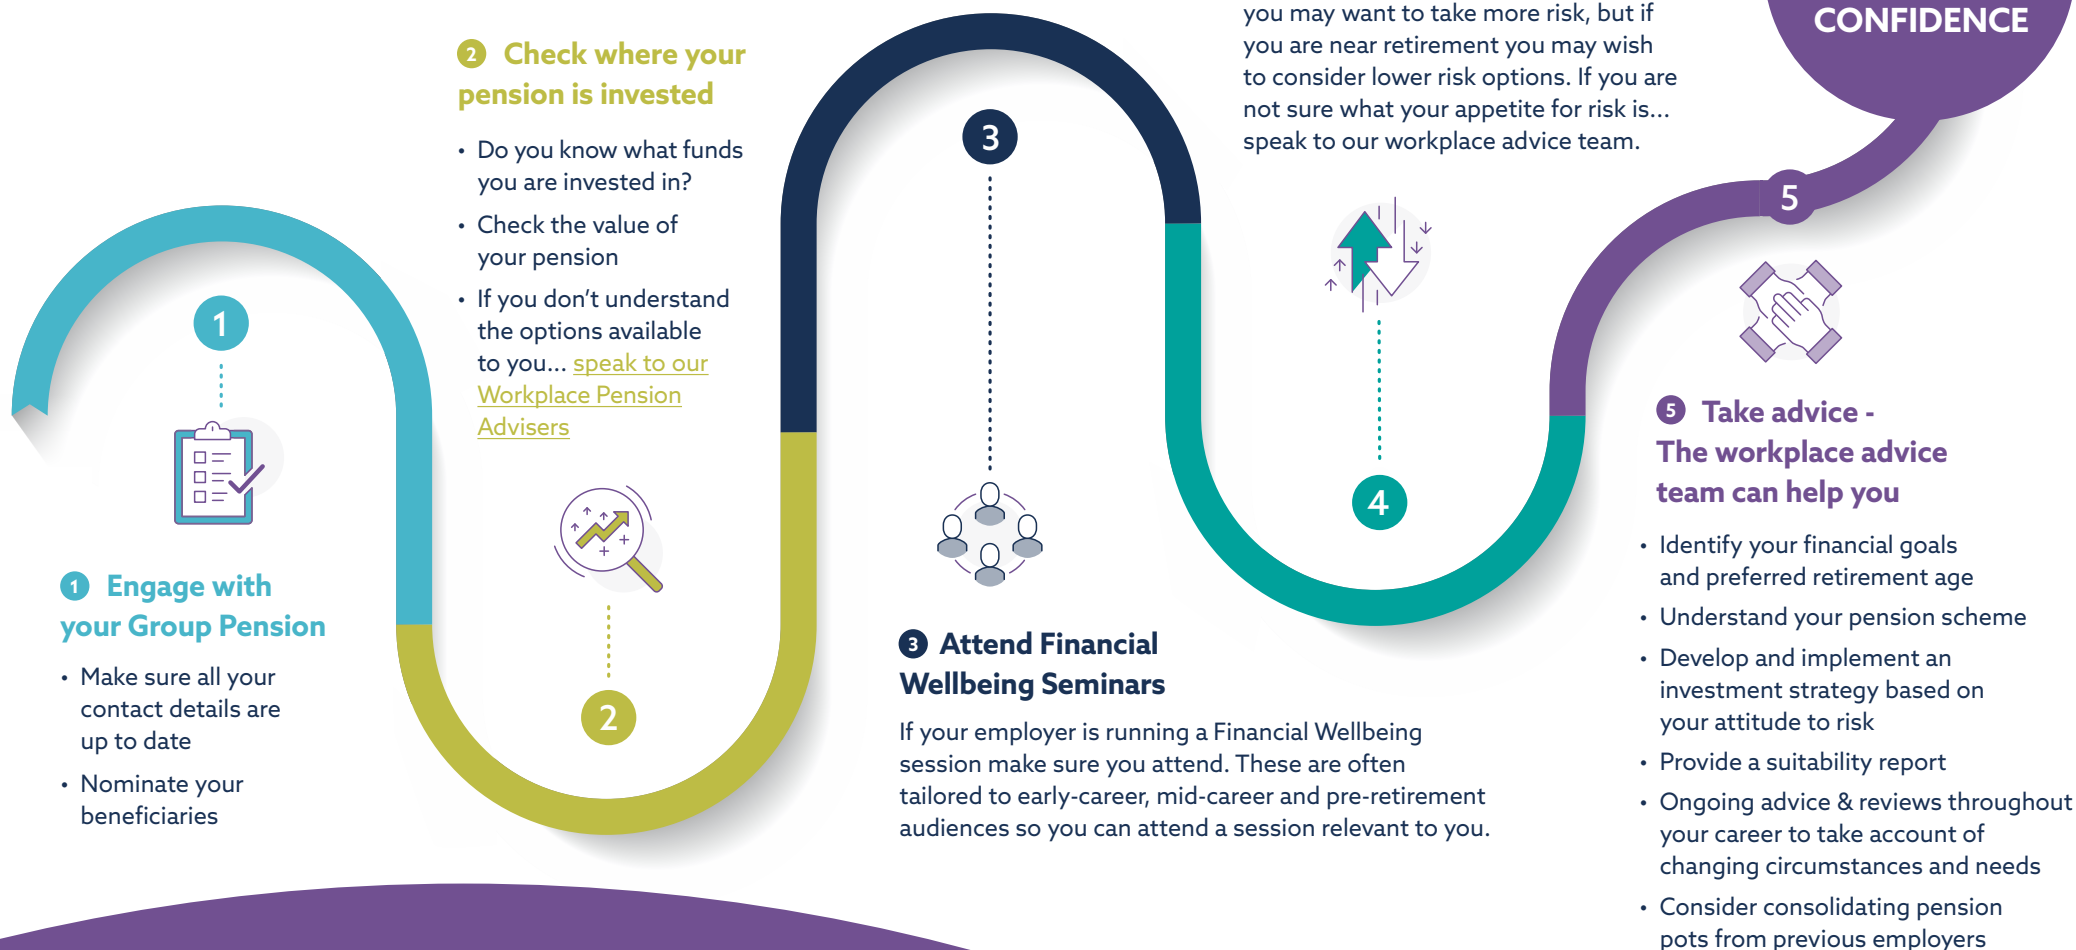 1
1 Engage with
your Group Pension
• Make sure all your
contact details are
up to date
• Nominate your
beneficiaries
2 Check where your
pension is invested
• Do you know what funds
you are invested in?
• Check the value of
your pension
• If you don’t understand
the options available
to you... speak to our
Workplace Pension
Advisers
2
3
3 Attend Financial
Wellbeing Seminars
If your employer is running a Financial Wellbeing
session make sure you attend. These are often
tailored to early-career, mid-career and pre-retirement
audiences so you can attend a session relevant to you.
you may want to take more risk, but if
you are near retirement you may wish
to consider lower risk options. If you are
not sure what your appetite for risk is...
speak to our workplace advice team.
4
CONFIDENCE
5
5 Take advice -
The workplace advice
team can help you
• Identify your financial goals
and preferred retirement age
• Understand your pension scheme
• Develop and implement an
investment strategy based on
your attitude to risk
• Provide a suitability report
• Ongoing advice & reviews throughout
your career to take account of
changing circumstances and needs
• Consider consolidating pension
pots from previous employers